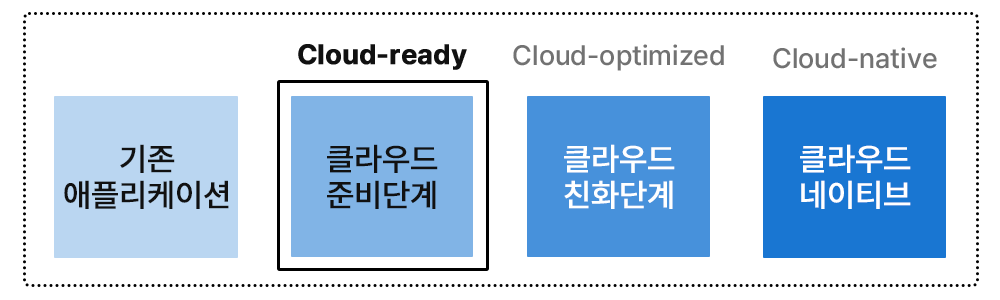 Cloud-ready
Cloud-optimized
Cloud-native
기존
애플리케이션
클라우드
준비단계
클라우드
친화단계
클라우드
네이티브